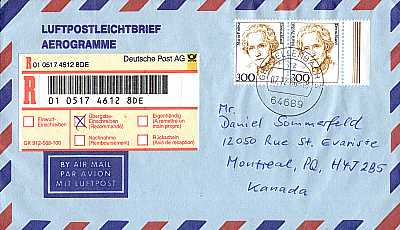 LUFTPOSTLEICHTBRIEF
AEROGRAMME
R 01 0517 4612 8DE
Deutsche Post AG
R
01 0517 4612 8DE
Einwurf-
Einschreiben
Übergabe-
Einschreiben
(Recommandé)
Eigenhändig
(A remettre en
main propre)
Nachnahme
(Remboursement)
Rückschein
(Avis de réception)
BY AIR MAIL
PAR AVION
MIT LUFTPOST
300
300
64689
Mr.
Daniel Sommerfeld
12050 Rue St. Evariste
Montreal, PQ, H4J 2B5
Kanada